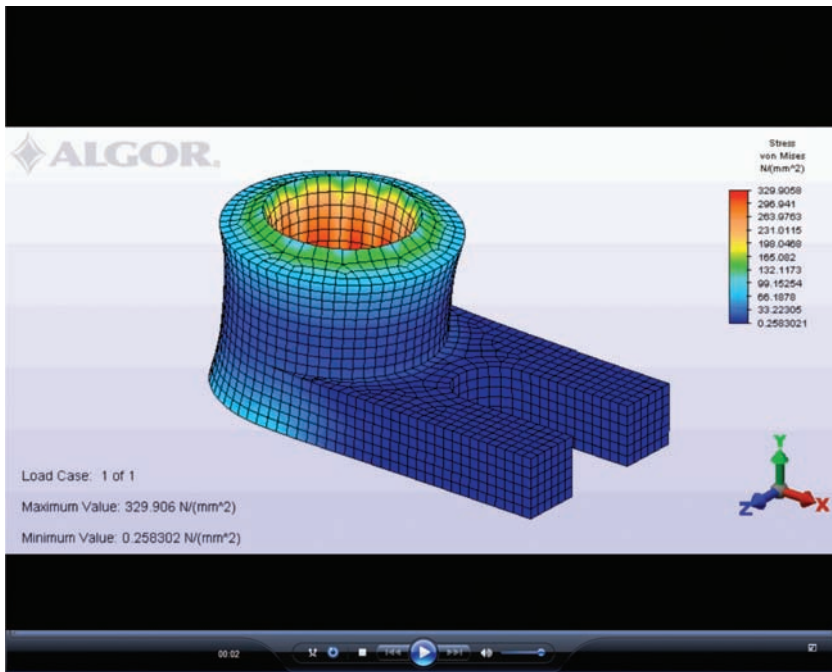 ALGOR.
Stress
von Mises
N/(mm^2)
329.9058
296.941
263.9763
231.0115
198.0468
165.082
132.1173
99.15254
66.1878
33.22305
0.2583021
Load Case: 1 of 1
Maximum Value: 329.906 N/(mm^2)
Minimum Value: 0.258302 N/(mm^2)
Y
Z
X
00:02